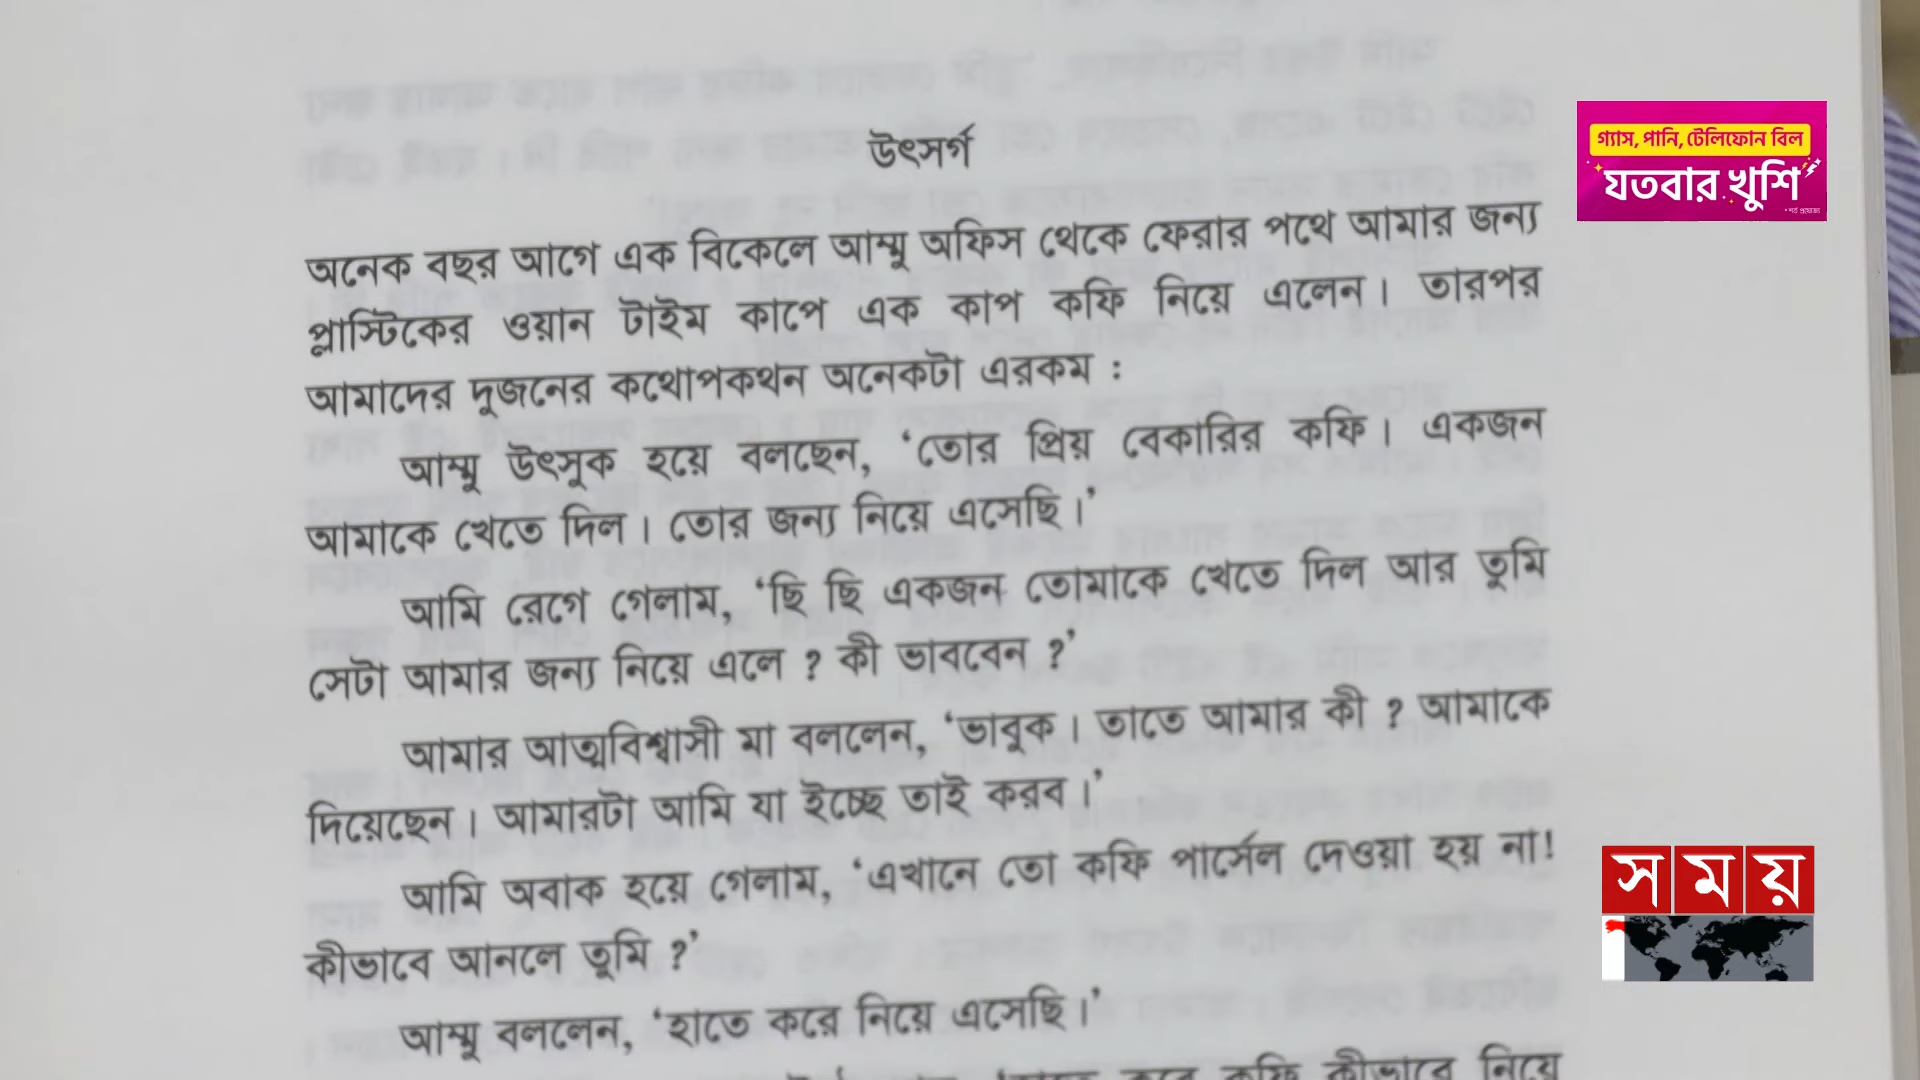 উৎসর্গ
অনেক বছর আগে এক বিকেলে আম্মু অফিস থেকে ফেরার পথে আমার জন্য
প্লাস্টিকের ওয়ান টাইম কাপে এক কাপ কফি নিয়ে এলেন। তারপর
আমাদের দুজনের কথোপকথন অনেকটা এরকম :
আম্মু উৎসুক হয়ে বলছেন, ‘তোর প্রিয় বেকারির কফি। একজন
আমাকে খেতে দিল। তোর জন্য নিয়ে এসেছি।’
আমি রেগে গেলাম, ‘ছি ছি একজন তোমাকে খেতে দিল আর তুমি
সেটা আমার জন্য নিয়ে এলে ? কী ভাববেন ?’
আমার আত্মবিশ্বাসী মা বললেন, ‘ভাবুক। তাতে আমার কী ? আমাকে
দিয়েছেন। আমারটা আমি যা ইচ্ছে তাই করব।’
আমি অবাক হয়ে গেলাম, ‘এখানে তো কফি পার্সেল দেওয়া হয় না!
কীভাবে আনলে তুমি ?’
আম্মু বললেন, ‘হাতে করে নিয়ে এসেছি।’
কফি কীভাবে নিয়ে
গ্যাস, পানি, টেলিফোন বিল
যতবার খুশি
সময়